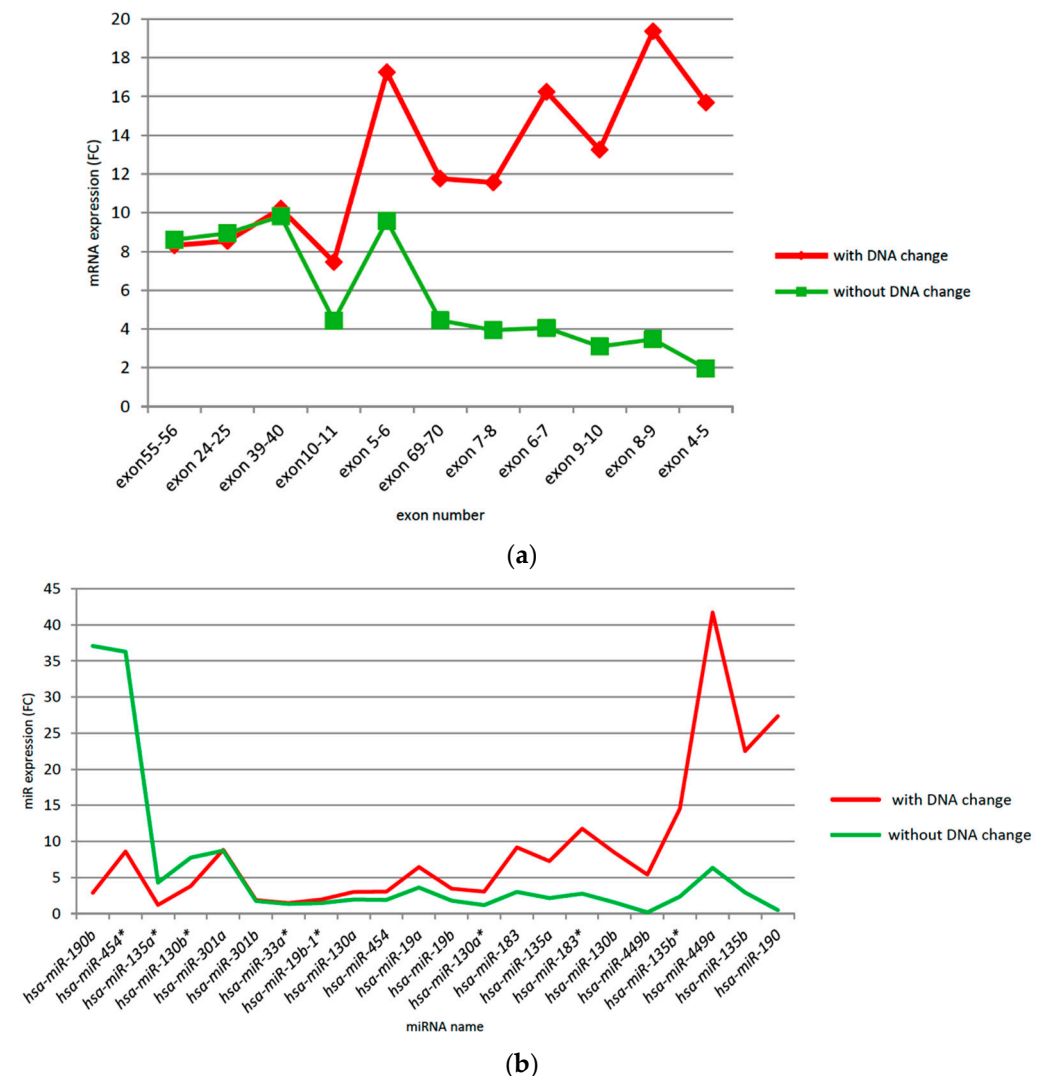 20
18
16
14
12
10
8
6
4
2
0
mRNA expression (FC)
exon55-56
exon 24-25
exon 39-40
exon10-11
exon 5-6
exon 69-70
exon 7-8
exon 6-7
exon 9-10
exon 8-9
exon 4-5
exon number
with DNA change
without DNA change
(a)
45
40
35
30
25
20
15
10
5
0
miR expression (FC)
hsa-miR-190b
hsa-miR-454*
hsa-miR-135a*
hsa-miR-130b*
hsa-miR-301a
hsa-miR-301b
hsa-miR-33a*
hsa-miR-19b-1*
hsa-miR-130a
hsa-miR-454
hsa-miR-19a
hsa-miR-19b
hsa-miR-130a*
hsa-miR-183
hsa-miR-135a
hsa-miR-183*
hsa-miR-130b
hsa-miR-449b
hsa-miR-135b*
hsa-miR-449a
hsa-miR-135b
hsa-miR-190
miRNA name
with DNA change
without DNA change
(b)